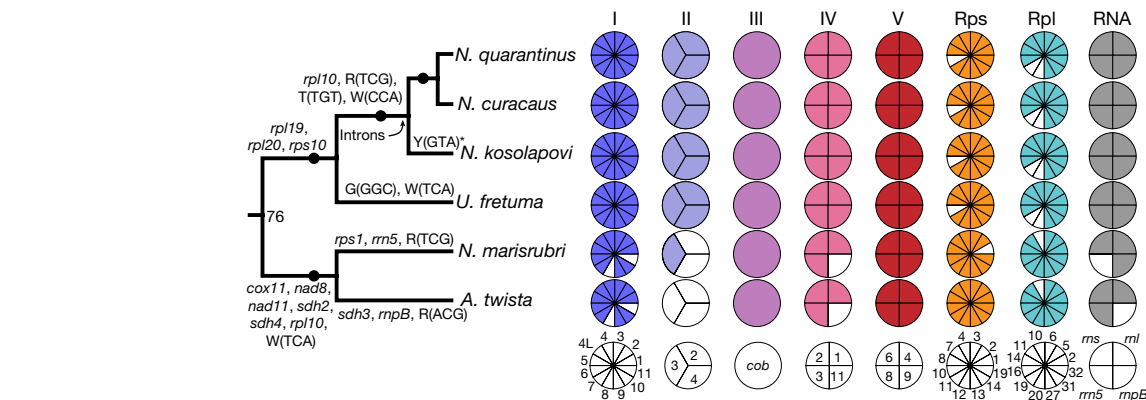 I II III IV V Rps Rpl RNA
N. quarantinus
rpl10, R(TCG),
T(TGT), W(CCA)
N. curacaus
rpl19,
rpl20, rps10
Introns
Y(GTA)*
N. kosolapovi
G(GGC), W(TCA)
U. fretuma
76
rps1, rrn5, R(TCG)
N. marisrubri
cox11, nad8,
nad11, sdh2,
sdh4, rpl10,
W(TCA)
sdh3, rnpB, R(ACG)
A. twista
4L 4 3 2 1 11 10 9 8 7 6 5
3 2 4
cob
2 1
3 11
6 4
8 9
7 4 3 2 1 19 14 13 12 11 10 8
11 10 6 5 2 32 31 27 20 19 16 14
rns rnl
rrn5 rnpB